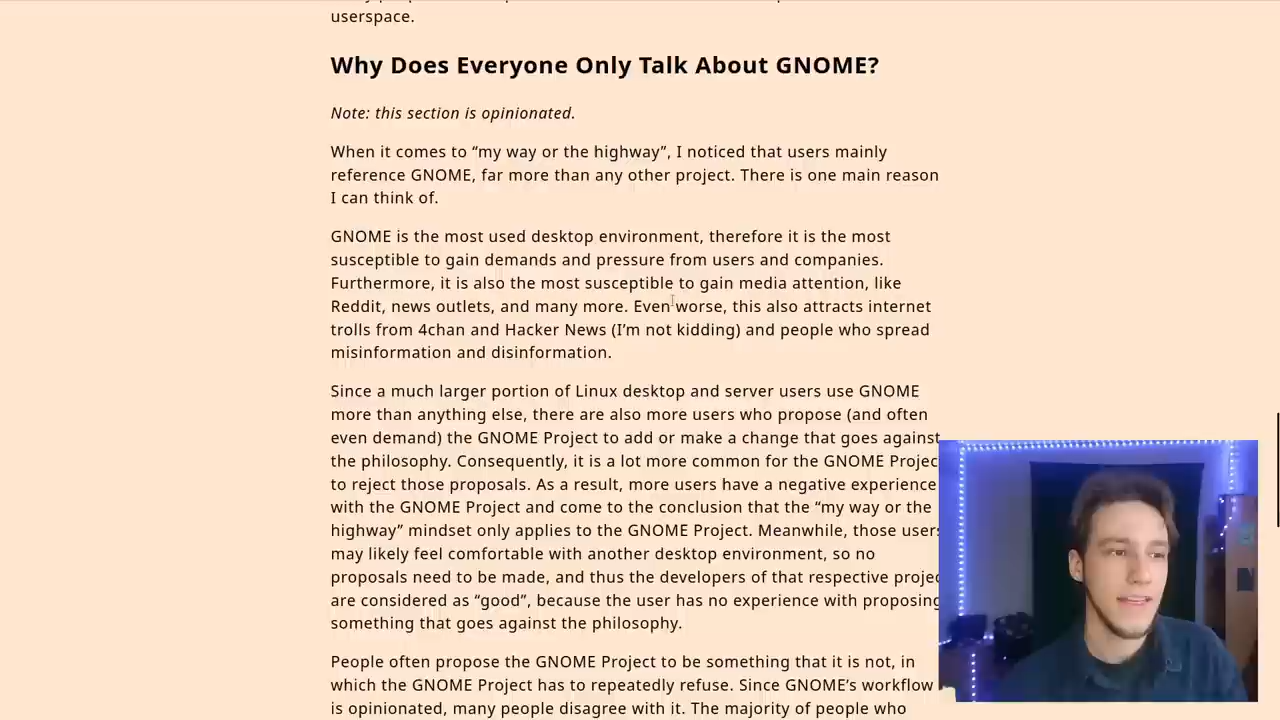 userspace.
Why Does Everyone Only Talk About GNOME?
Note: this section is opinionated.
When it comes to “my way or the highway”, I noticed that users mainly
reference GNOME, far more than any other project. There is one main reason
I can think of.
GNOME is the most used desktop environment, therefore it is the most
susceptible to gain demands and pressure from users and companies.
Furthermore, it is also the most susceptible to gain media attention, like
Reddit, news outlets, and many more. Even worse, this also attracts internet
trolls from 4chan and Hacker News (I’m not kidding) and people who spread
misinformation and disinformation.
Since a much larger portion of Linux desktop and server users use GNOME
more than anything else, there are also more users who propose (and often
even demand) the GNOME Project to add or make a change that goes against
the philosophy. Consequently, it is a lot more common for the GNOME Projec
to reject those proposals. As a result, more users have a negative experience
with the GNOME Project and come to the conclusion that the “my way or the
highway” mindset only applies to the GNOME Project. Meanwhile, those users
may likely feel comfortable with another desktop environment, so no
proposals need to be made, and thus the developers of that respective projec
are considered as “good”, because the user has no experience with proposing
something that goes against the philosophy.
People often propose the GNOME Project to be something that it is not, in
which the GNOME Project has to repeatedly refuse. Since GNOME’s workflow
is opinionated, many people disagree with it. The majority of people who